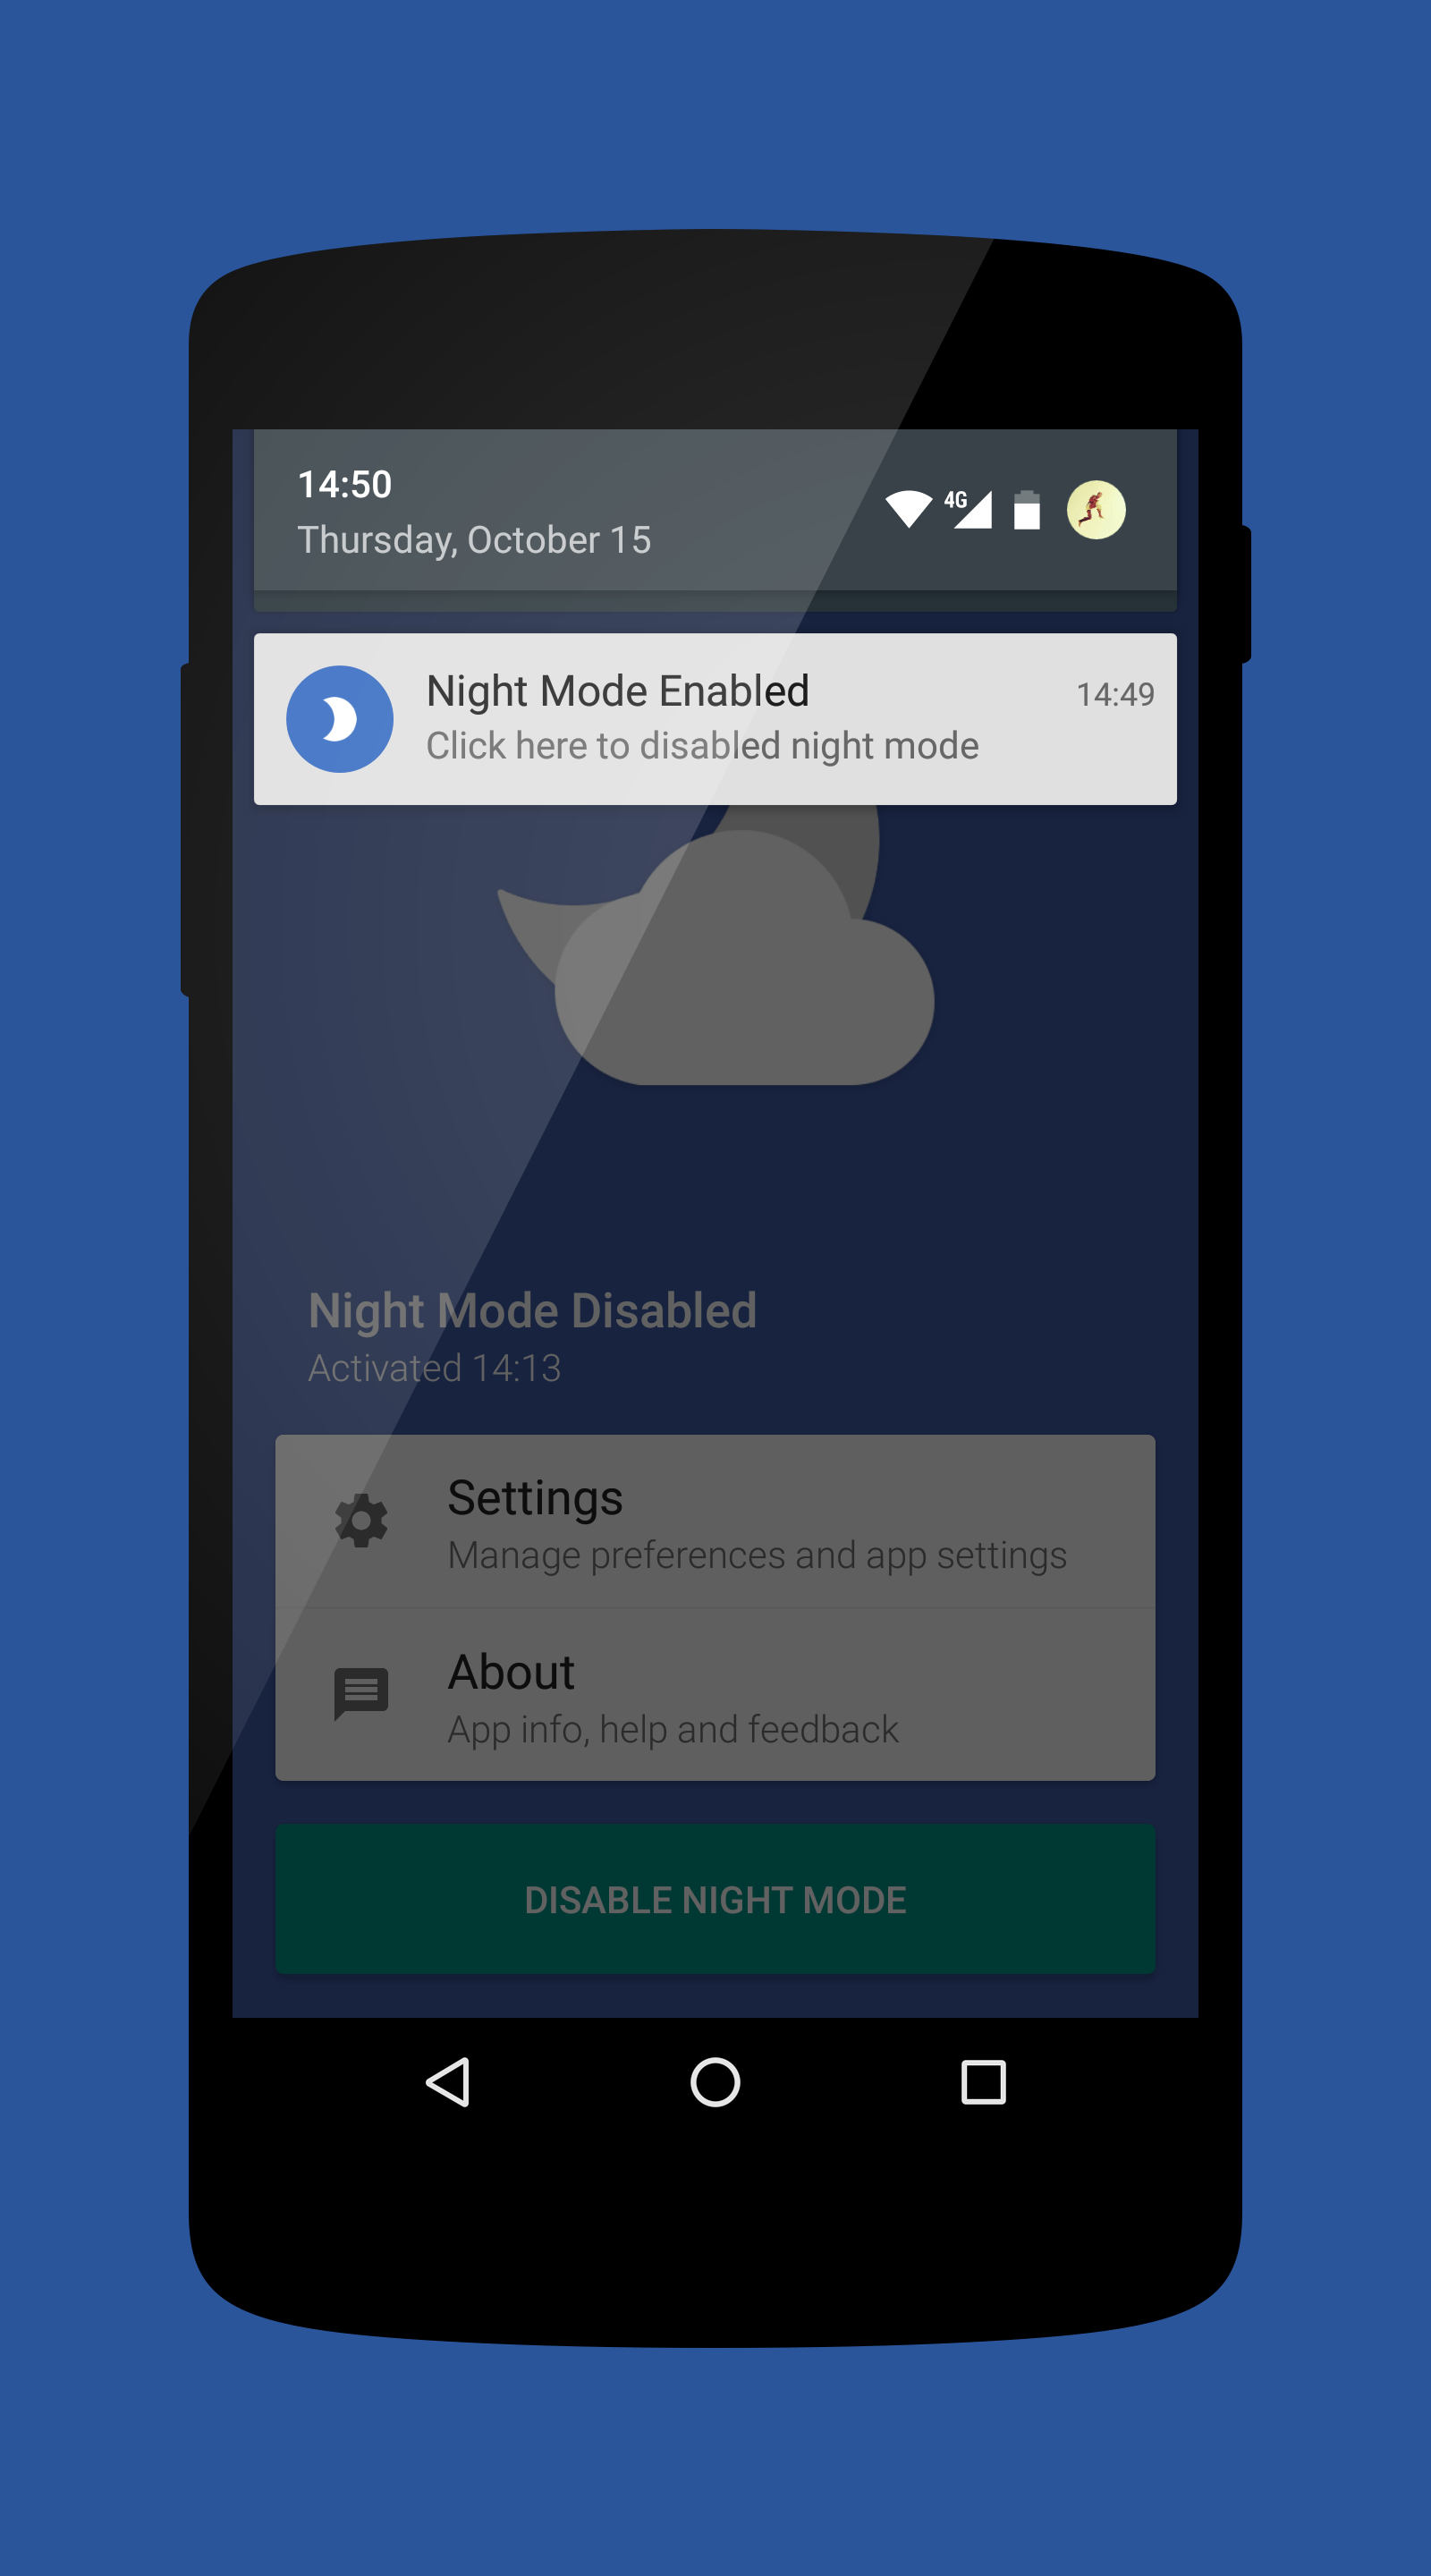 14:50
Thursday, October 15
4G
Night Mode Enabled
14:49
Click here to disabled night mode
Night Mode Disabled
Activated 14:13
Settings
Manage preferences and app settings
About
App info, help and feedback
DISABLE NIGHT MODE